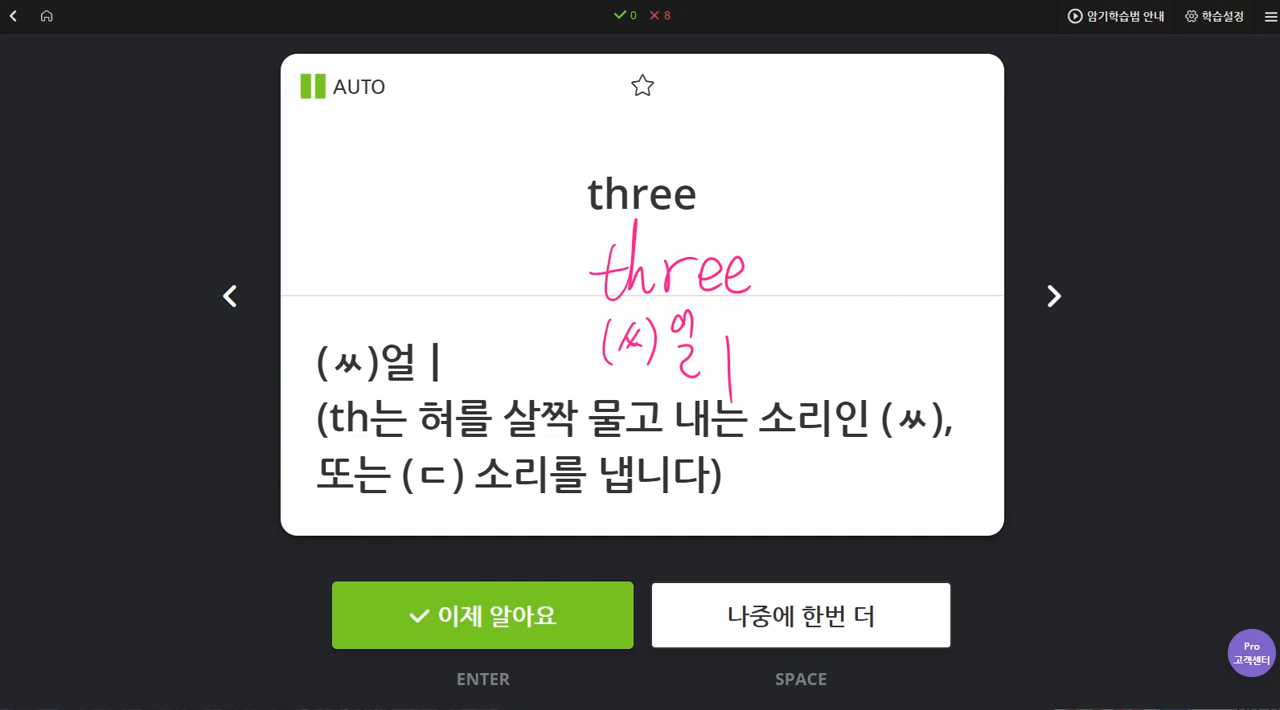 0 8 암기학습법 안내 학습설정
AUTO
three
three
(ㅆ)얼ㅣ
(ㅆ)얼ㅣ
(th는 혀를 살짝 물고 내는 소리인 (ㅆ),
또는 (ㄷ) 소리를 냅니다)
이제 알아요 나중에 한번 더
Pro
고객센터
ENTER SPACE